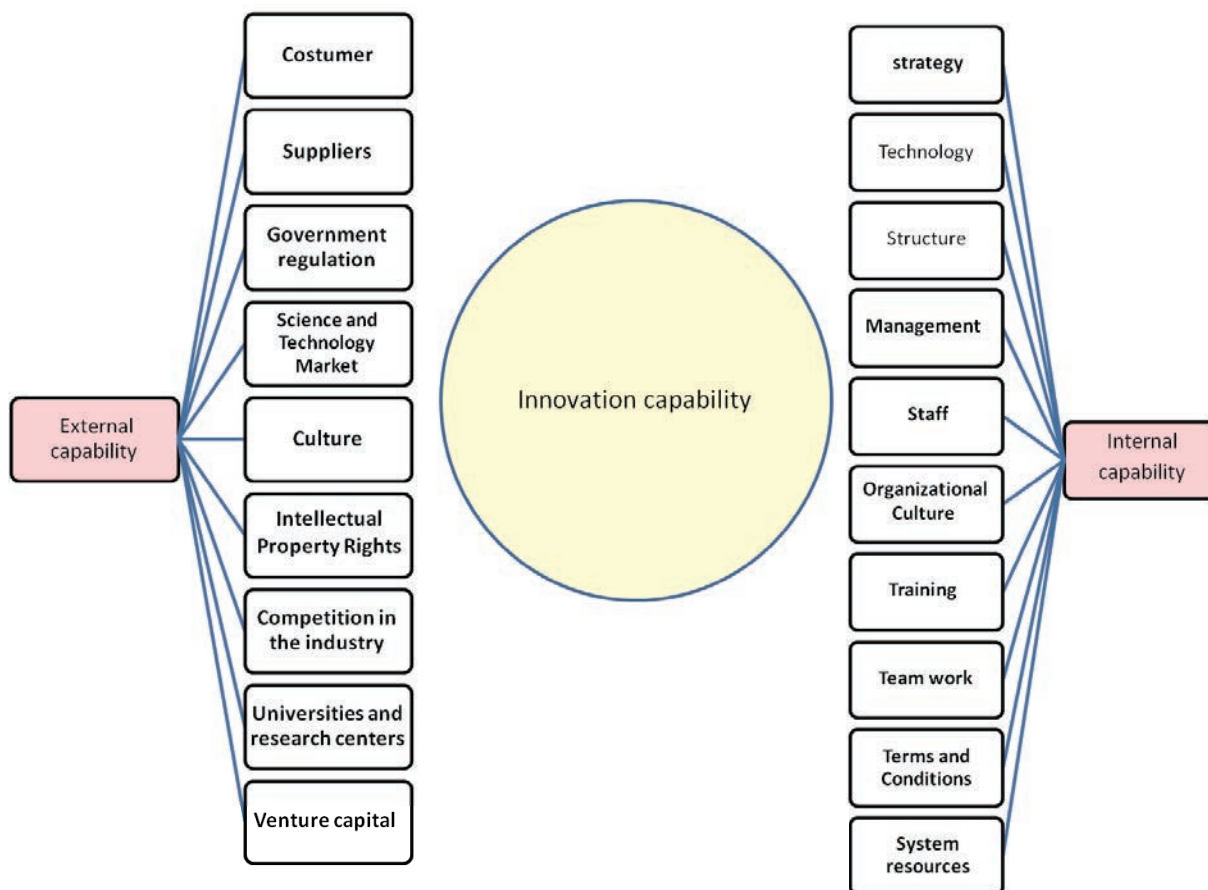 Costumer
Suppliers
Government
regulation
Science and
Technology
Market
Culture
Intellectual
Property Rights
Competition in
the industry
Universities and
research centers
Venture capital
External
capability
Innovation capability
strategy
Technology
Structure
Management
Staff
Organizational
Culture
Training
Team work
Terms and
Conditions
System
resources
Internal
capability